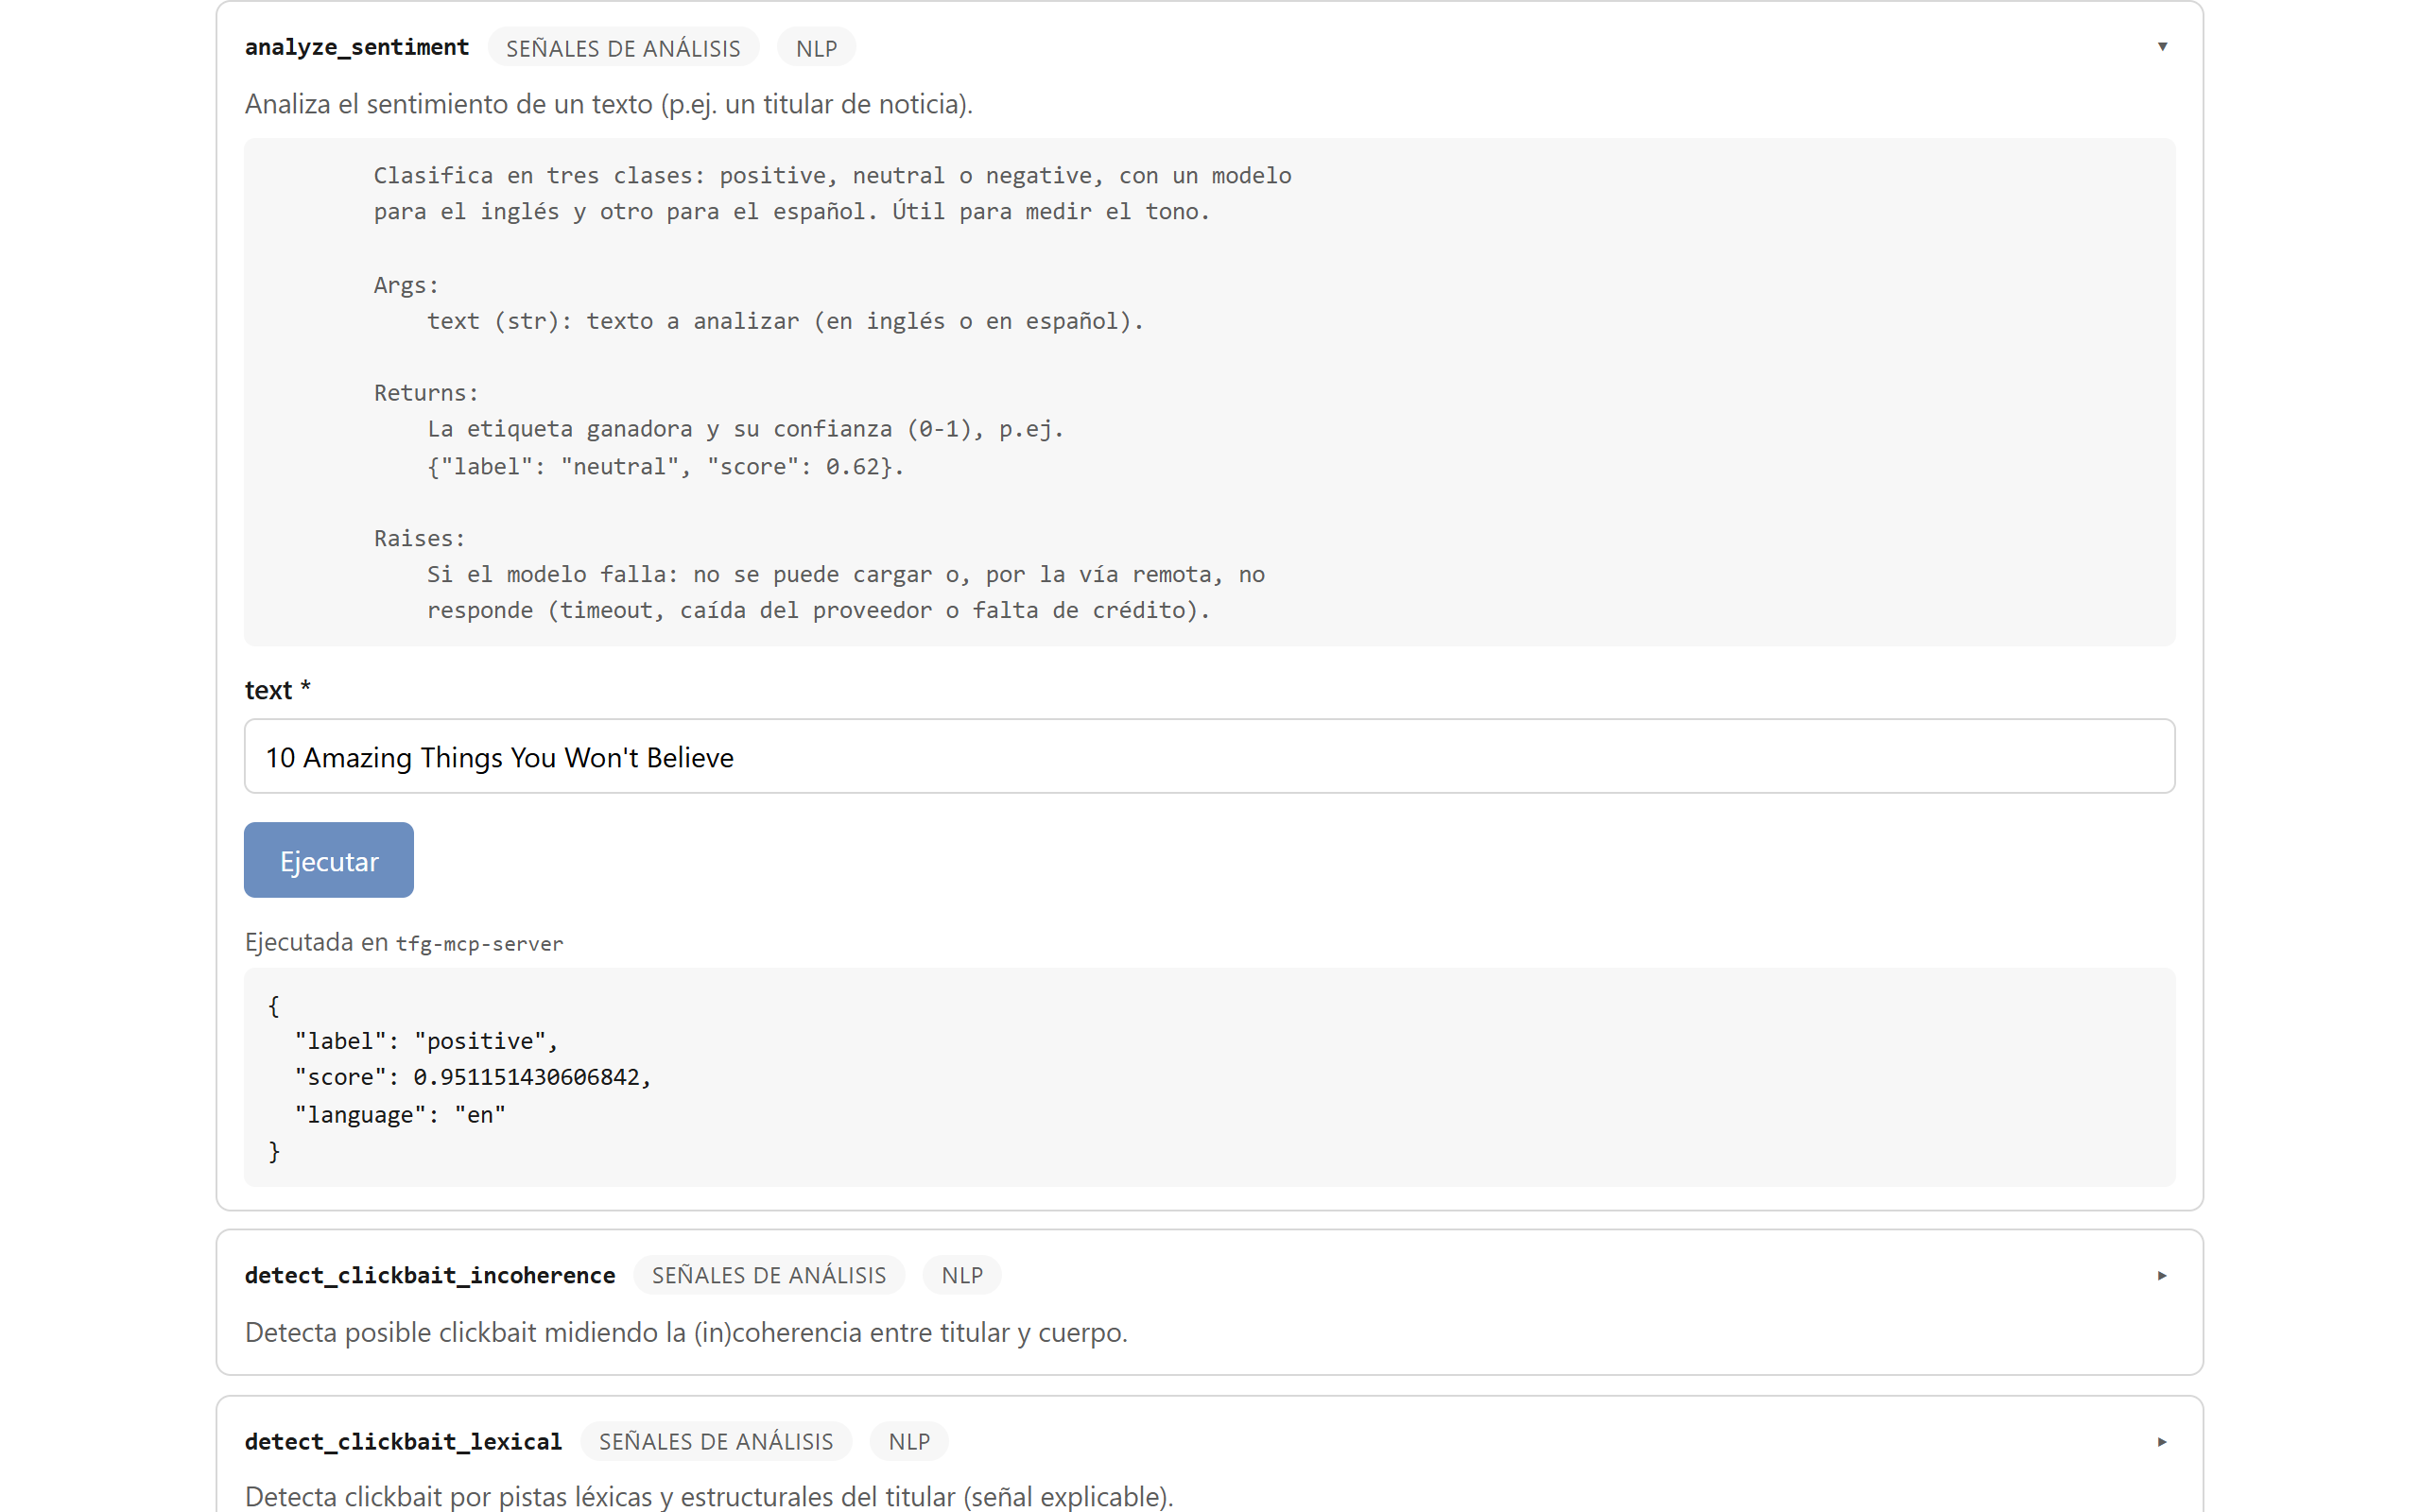 analyze_sentiment SEÑALES DE ANÁLISIS NLP ▼
Analiza el sentimiento de un texto (p.ej. un titular de noticia).
Clasifica en tres clases: positive, neutral o negative, con un modelo
para el inglés y otro para el español. Útil para medir el tono.
Args:
text (str): texto a analizar (en inglés o en español).
Returns:
La etiqueta ganadora y su confianza (0-1), p.ej.
{"label": "neutral", "score": 0.62}.
Raises:
Si el modelo falla: no se puede cargar o, por la vía remota, no
responde (timeout, caída del proveedor o falta de crédito).
text *
10 Amazing Things You Won't Believe
Ejecutar
Ejecutada en tfg-mcp-server
{
"label": "positive",
"score": 0.951151430606842,
"language": "en"
}
detect_clickbait_incoherence SEÑALES DE ANÁLISIS NLP ▸
Detecta posible clickbait midiendo la (in)coherencia entre titular y cuerpo.
detect_clickbait_lexical SEÑALES DE ANÁLISIS NLP ▸
Detecta clickbait por pistas léxicas y estructurales del titular (señal explicable).